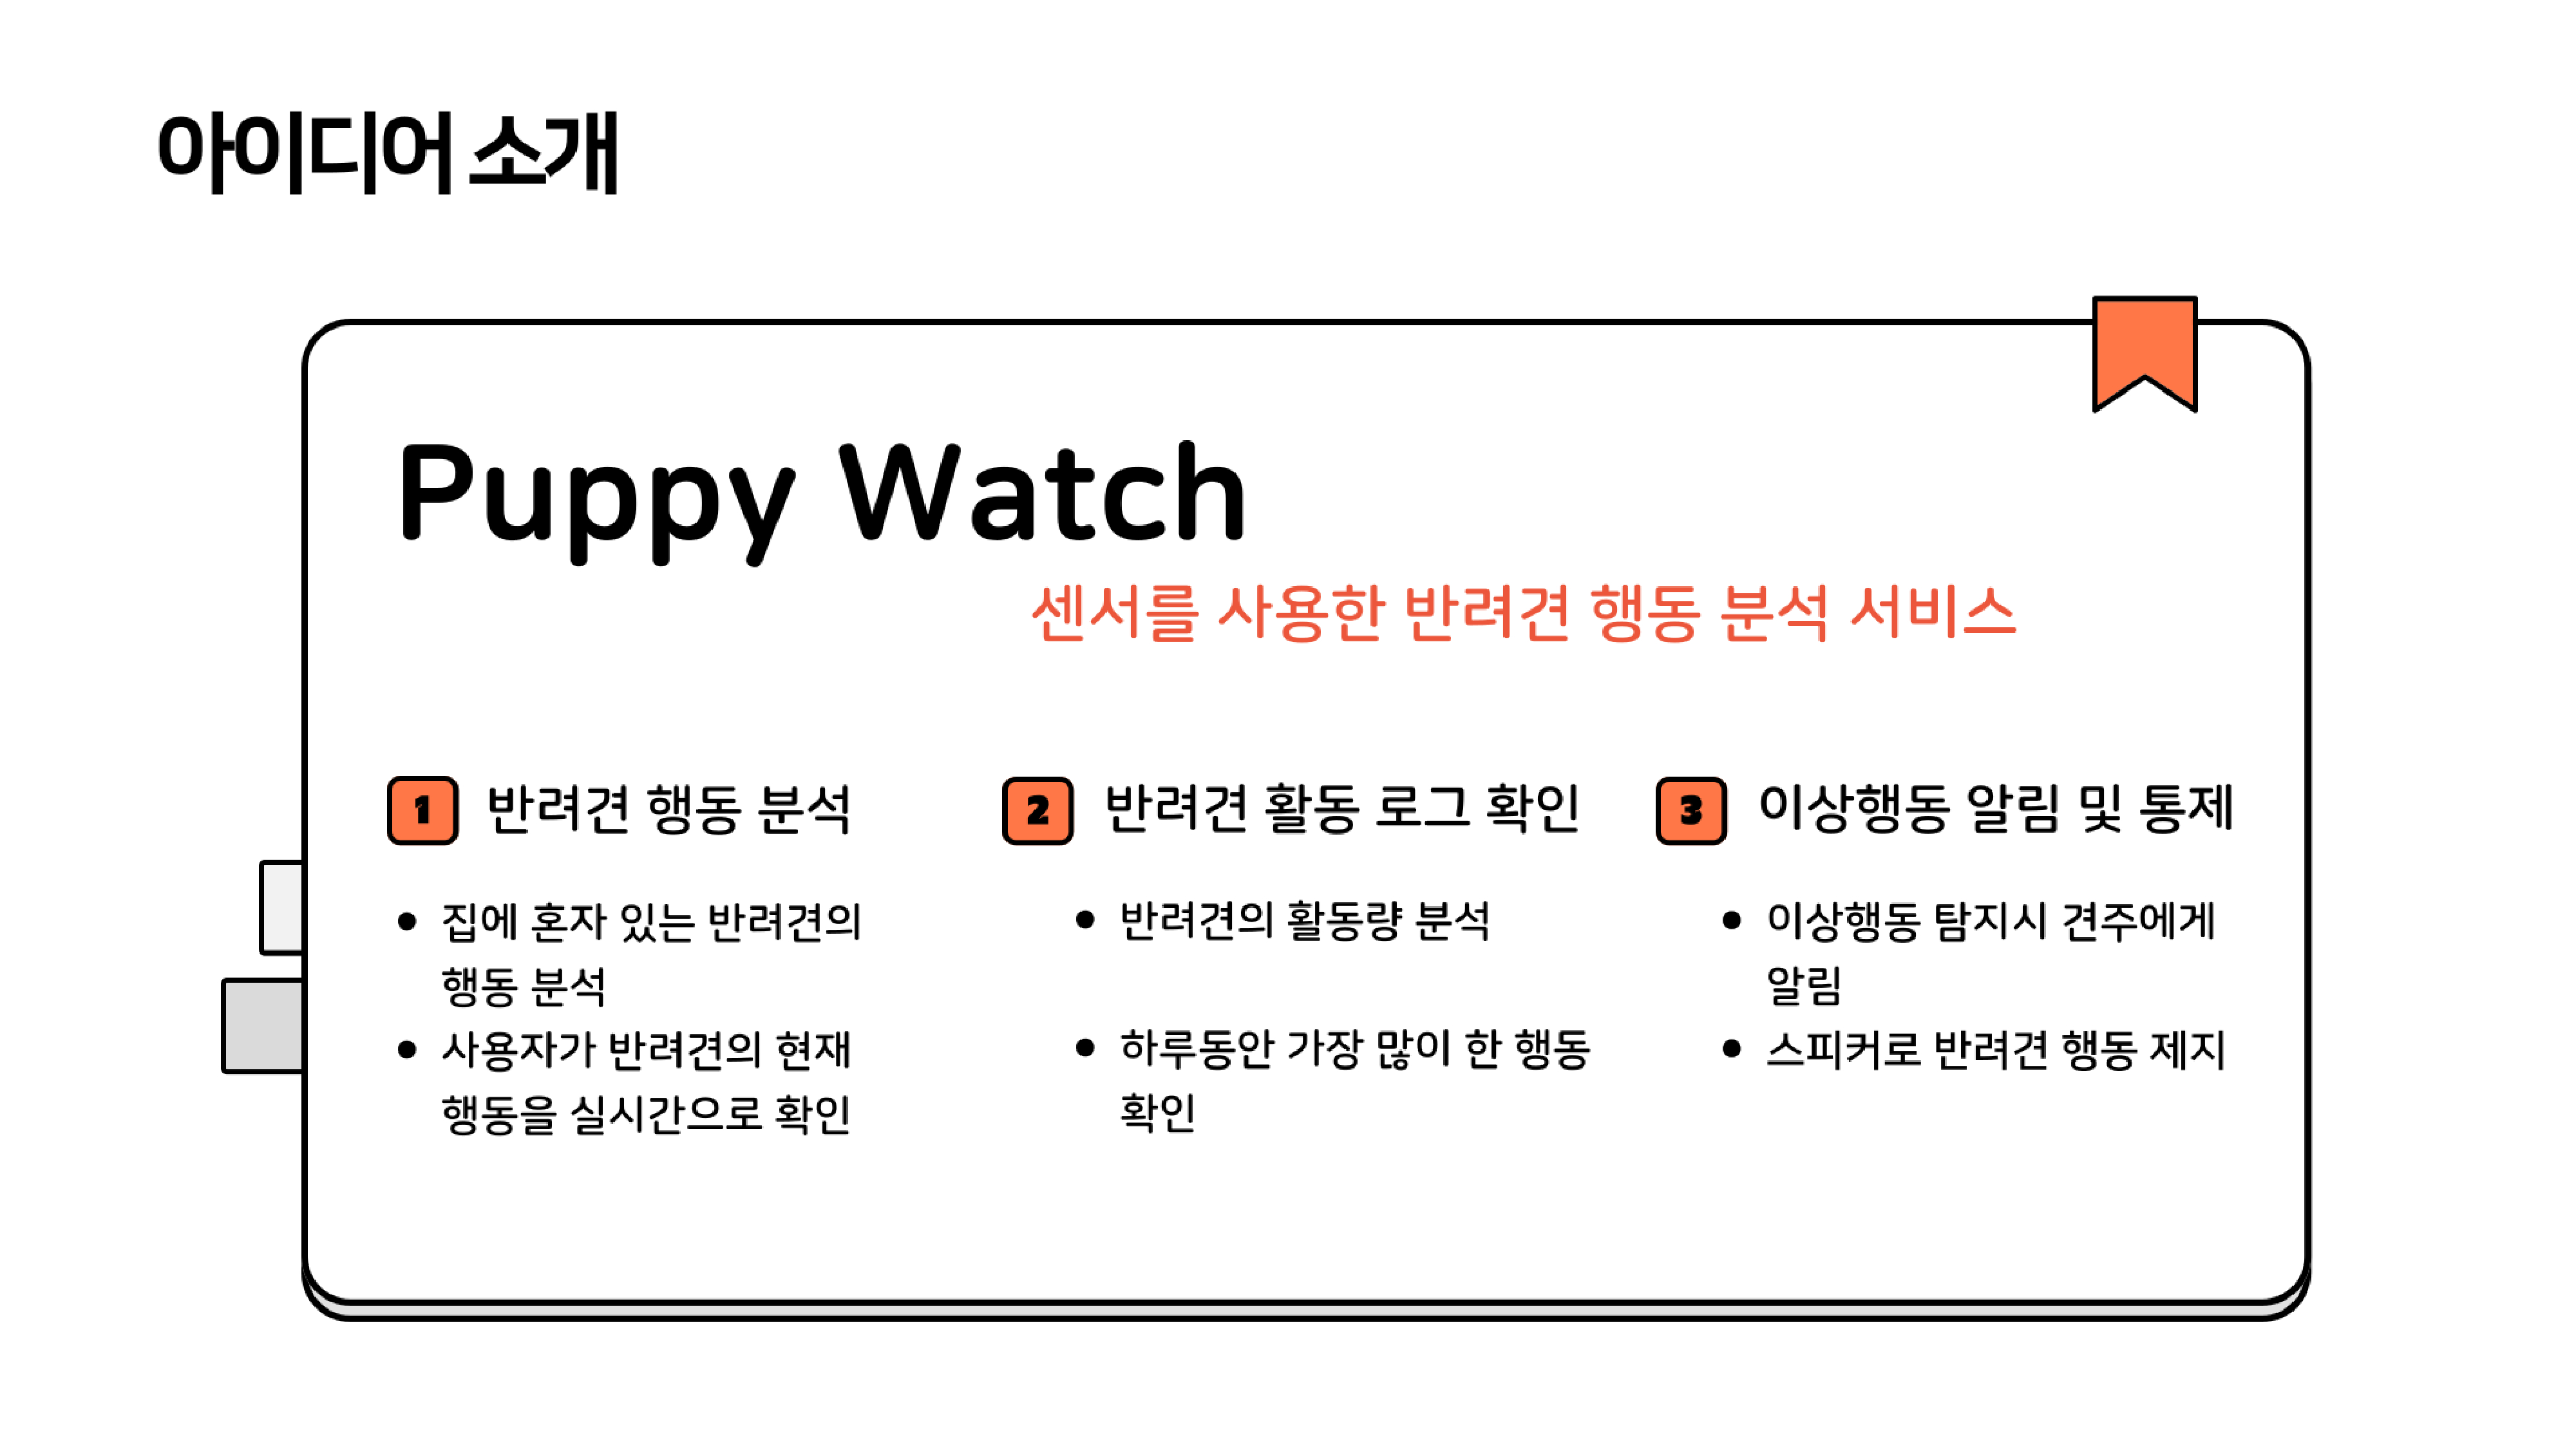 아이디어 소개
Puppy Watch
센서를 사용한 반려견 행동 분석 서비스
1 반려견 행동 분석
• 집에 혼자 있는 반려견의
행동 분석
• 사용자가 반려견의 현재
행동을 실시간으로 확인
2 반려견 활동 로그 확인
• 반려견의 활동량 분석
• 하루동안 가장 많이 한 행동
확인
3 이상행동 알림 및 통제
• 이상행동 탐지시 견주에게
알림
• 스피커로 반려견 행동 제지